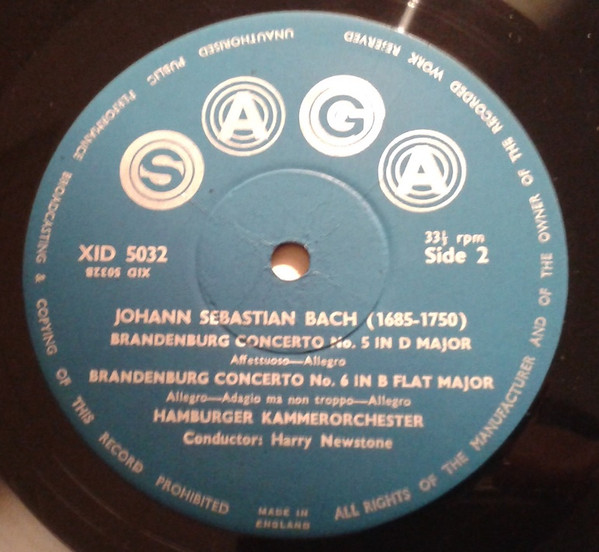 SAGA
XID 5032
XID 5032B
33⅓ rpm
Side 2
JOHANN SEBASTIAN BACH (1685-1750)
BRANDENBURG CONCERTO No. 5 IN D MAJOR
Affettuoso—Allegro
BRANDENBURG CONCERTO No. 6 IN B FLAT MAJOR
Allegro—Adagio ma non troppo—Allegro
HAMBURGER KAMMERORCHESTER
Conductor: Harry Newstone
MADE IN
ENGLAND
ALL RIGHTS OF THE MANUFACTURER AND OF THE OWNER OF THE RECORDED WORK RESERVED
UNAUTHORISED PUBLIC PERFORMANCE BROADCASTING & COPYING OF THIS RECORD PROHIBITED